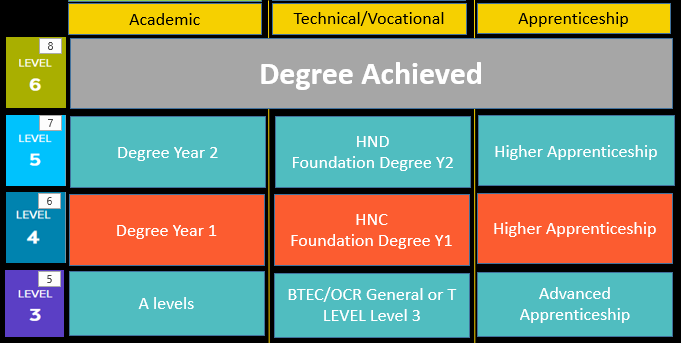 Academic
Technical/Vocational
Apprenticeship
8
LEVEL
6
Degree Achieved
7
LEVEL
5
Degree Year 2
HND
Foundation Degree Y2
Higher Apprenticeship
6
LEVEL
4
Degree Year 1
HNC
Foundation Degree Y1
Higher Apprenticeship
5
LEVEL
3
A levels
BTEC/OCR General or T
LEVEL Level 3
Advanced
Apprenticeship